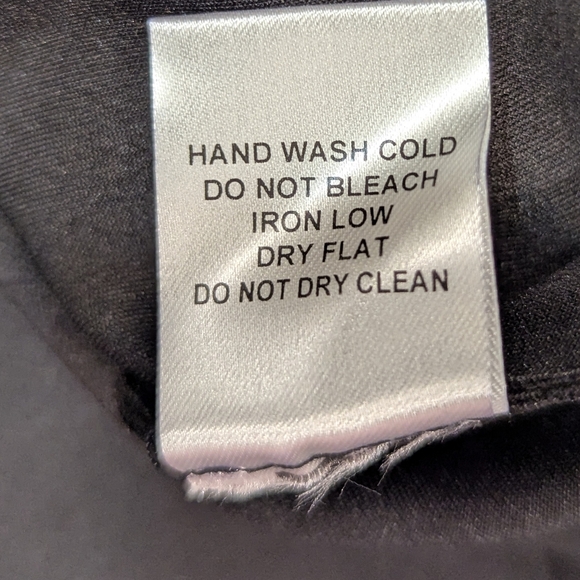 HAND WASH COLD
DO NOT BLEACH
IRON LOW
DRY FLAT
DO NOT DRY CLEAN